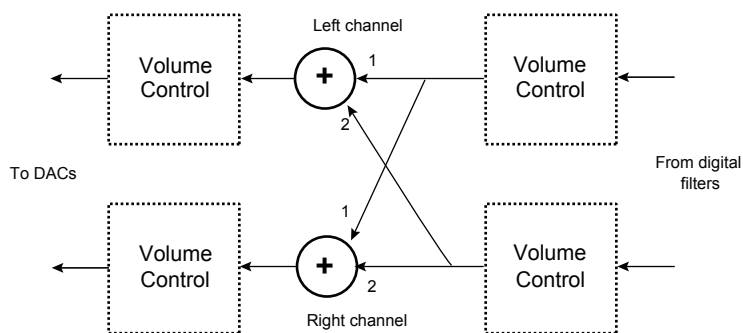 Left channel
Volume
Control
+
1
Volume
Control
2
To DACs
From digital
filters
1
Volume
Control
+
2
Volume
Control
Right channel